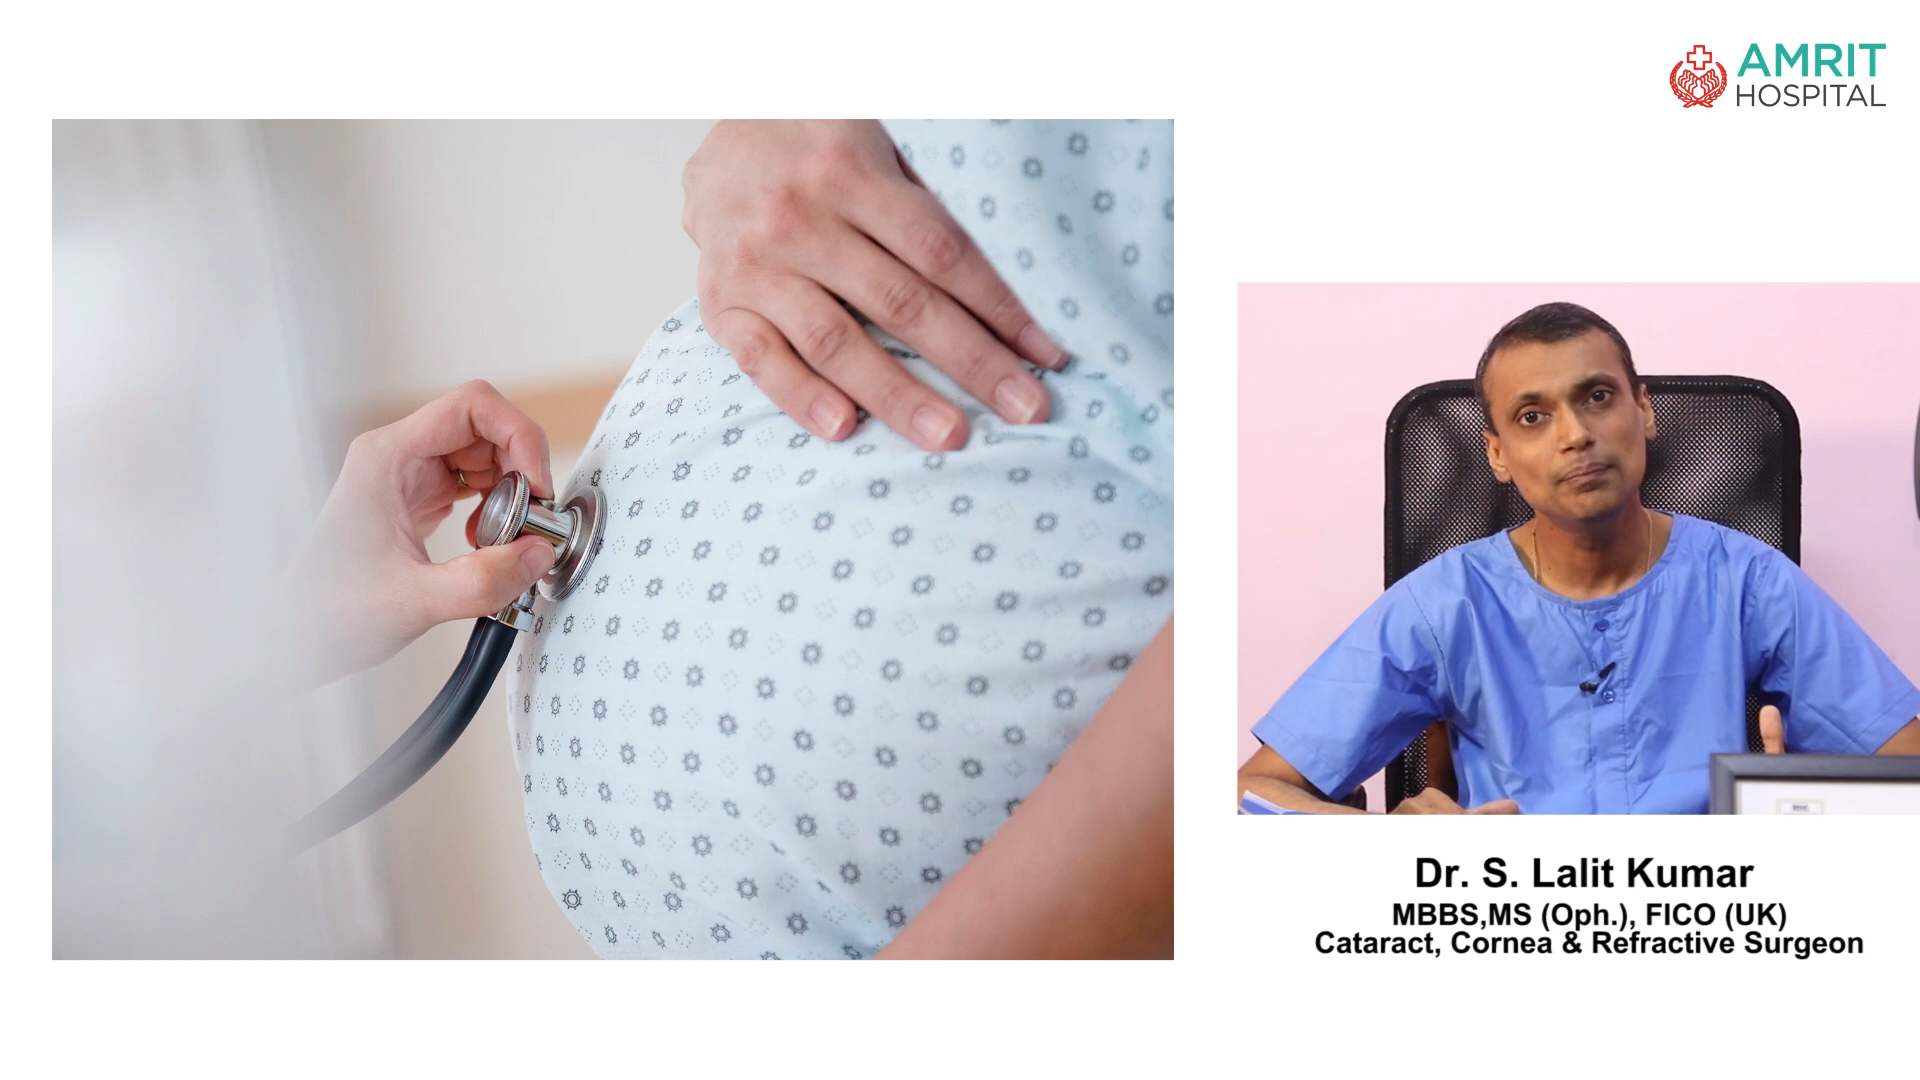 AMRIT
HOSPITAL
Dr. S. Lalit Kumar
MBBS,MS (Oph.), FICO (UK)
Cataract, Cornea & Refractive Surgeon